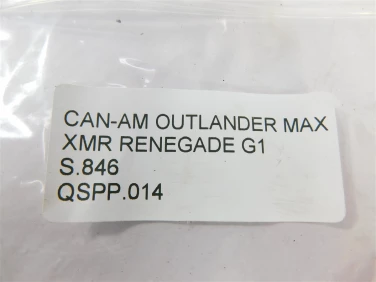 CAN-AM OUTLANDER MAX
XMR RENEGADE G1
S.846
QSPP.014